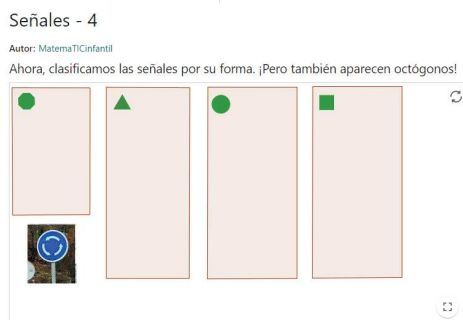 Señales - 4
Autor: MatemaTICinfantil
Ahora, clasificamos las señales por su forma. ¡Pero también aparecen octógonos!